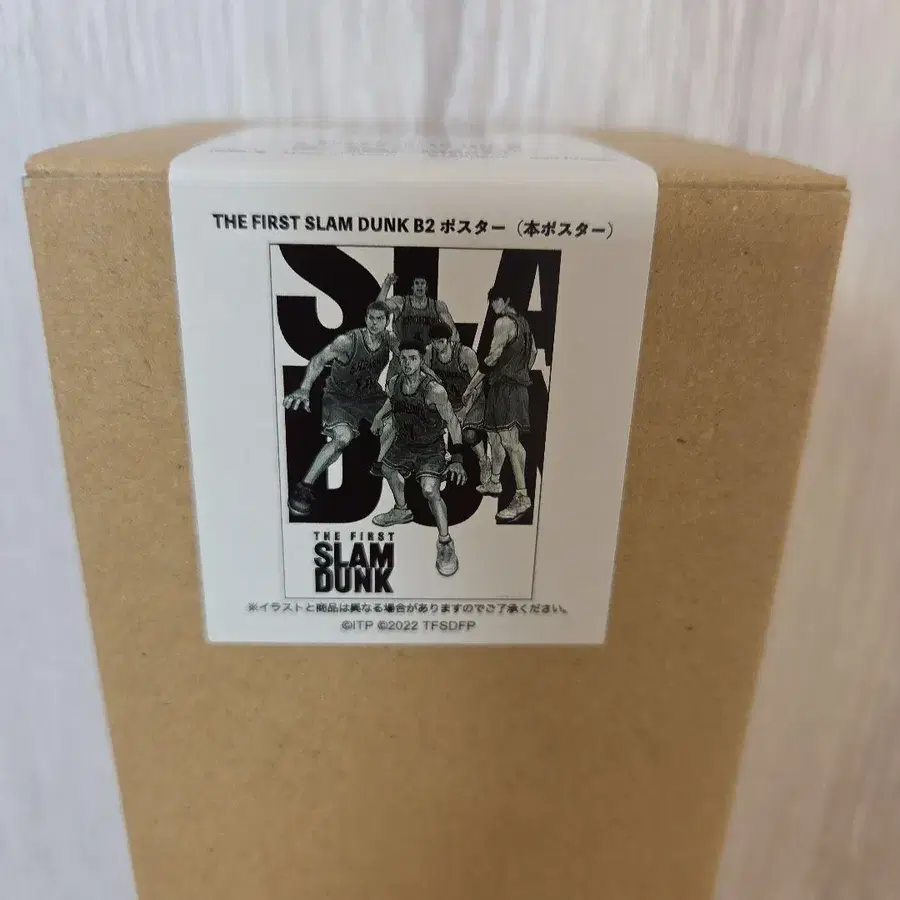 THE FIRST SLAM DUNK B2 ポスター（本ポスター）
SLA
DUN
THE FIRST
SLAM
DUNK
※イラストと商品は異なる場合がありますのでご了承ください。
©ITP ©2022 TFSDFP